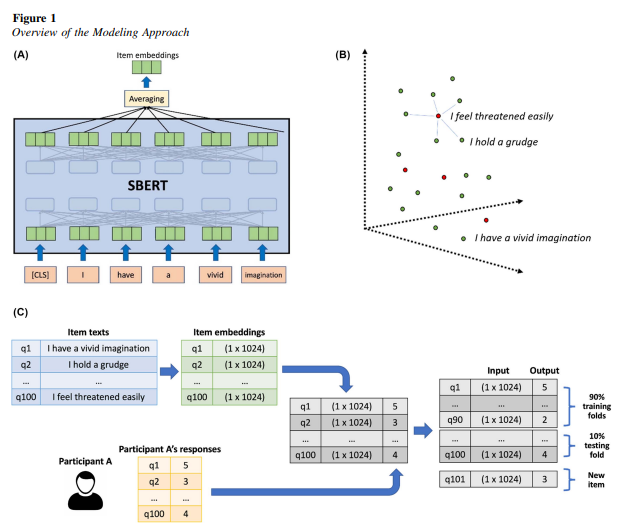 Figure 1
Overview of the Modeling Approach
(A)
Item embeddings
Averaging
SBERT
[CLS] I have a vivid imagination
(B)
I feel threatened easily
I hold a grudge
I have a vivid imagination
(C)
Item texts
q1 I have a vivid imagination
q2 I hold a grudge
... ...
q100 I feel threatened easily
Item embeddings
q1 (1 x 1024)
q2 (1 x 1024)
... ...
q100 (1 x 1024)
Participant A
Participant A's responses
q1 5
q2 3
... ...
q100 4
q1 (1 x 1024) 5
q2 (1 x 1024) 3
... ... ...
q100 (1 x 1024) 4
Input Output
q1 (1 x 1024) 5
... ... ...
q90 (1 x 1024) 2
90%
training
folds
... ... ...
q100 (1 x 1024) 4
10%
testing
fold
q101 (1 x 1024) 3
New
item